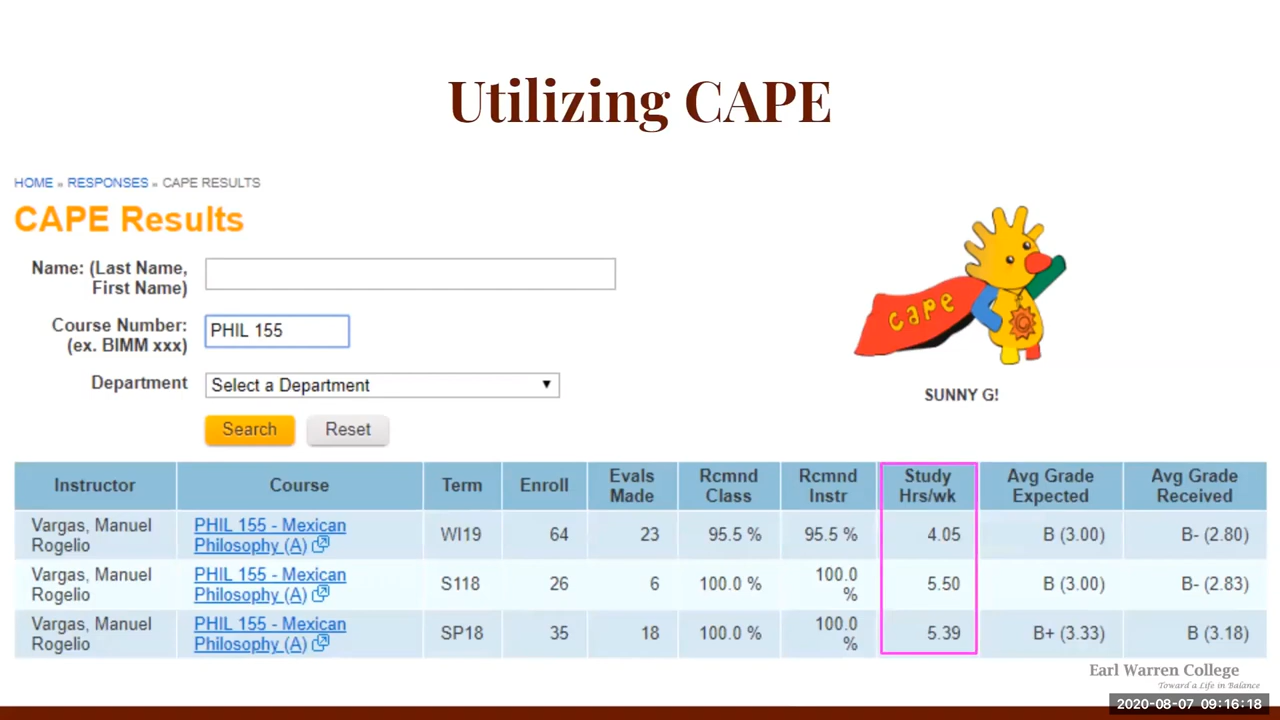 Utilizing CAPE
HOME » RESPONSES » CAPE RESULTS
CAPE Results
Name: (Last Name,
First Name)
Course Number:
(ex. BIMM xxx)
PHIL 155
Department
Select a Department
Search
Reset
cape
SUNNY G!
Instructor Course Term Enroll Evals Made Rcmnd Class Rcmnd Instr Study Hrs/wk Avg Grade Expected Avg Grade Received
Vargas, Manuel Rogelio PHIL 155 - Mexican Philosophy (A) WI19 64 23 95.5 % 95.5 % 4.05 B (3.00) B- (2.80)
Vargas, Manuel Rogelio PHIL 155 - Mexican Philosophy (A) S118 26 6 100.0 % 100.0 % 5.50 B (3.00) B- (2.83)
Vargas, Manuel Rogelio PHIL 155 - Mexican Philosophy (A) SP18 35 18 100.0 % 100.0 % 5.39 B+ (3.33) B (3.18)
Earl Warren College
Toward a Life in Balance
2020-08-07 09:16:18